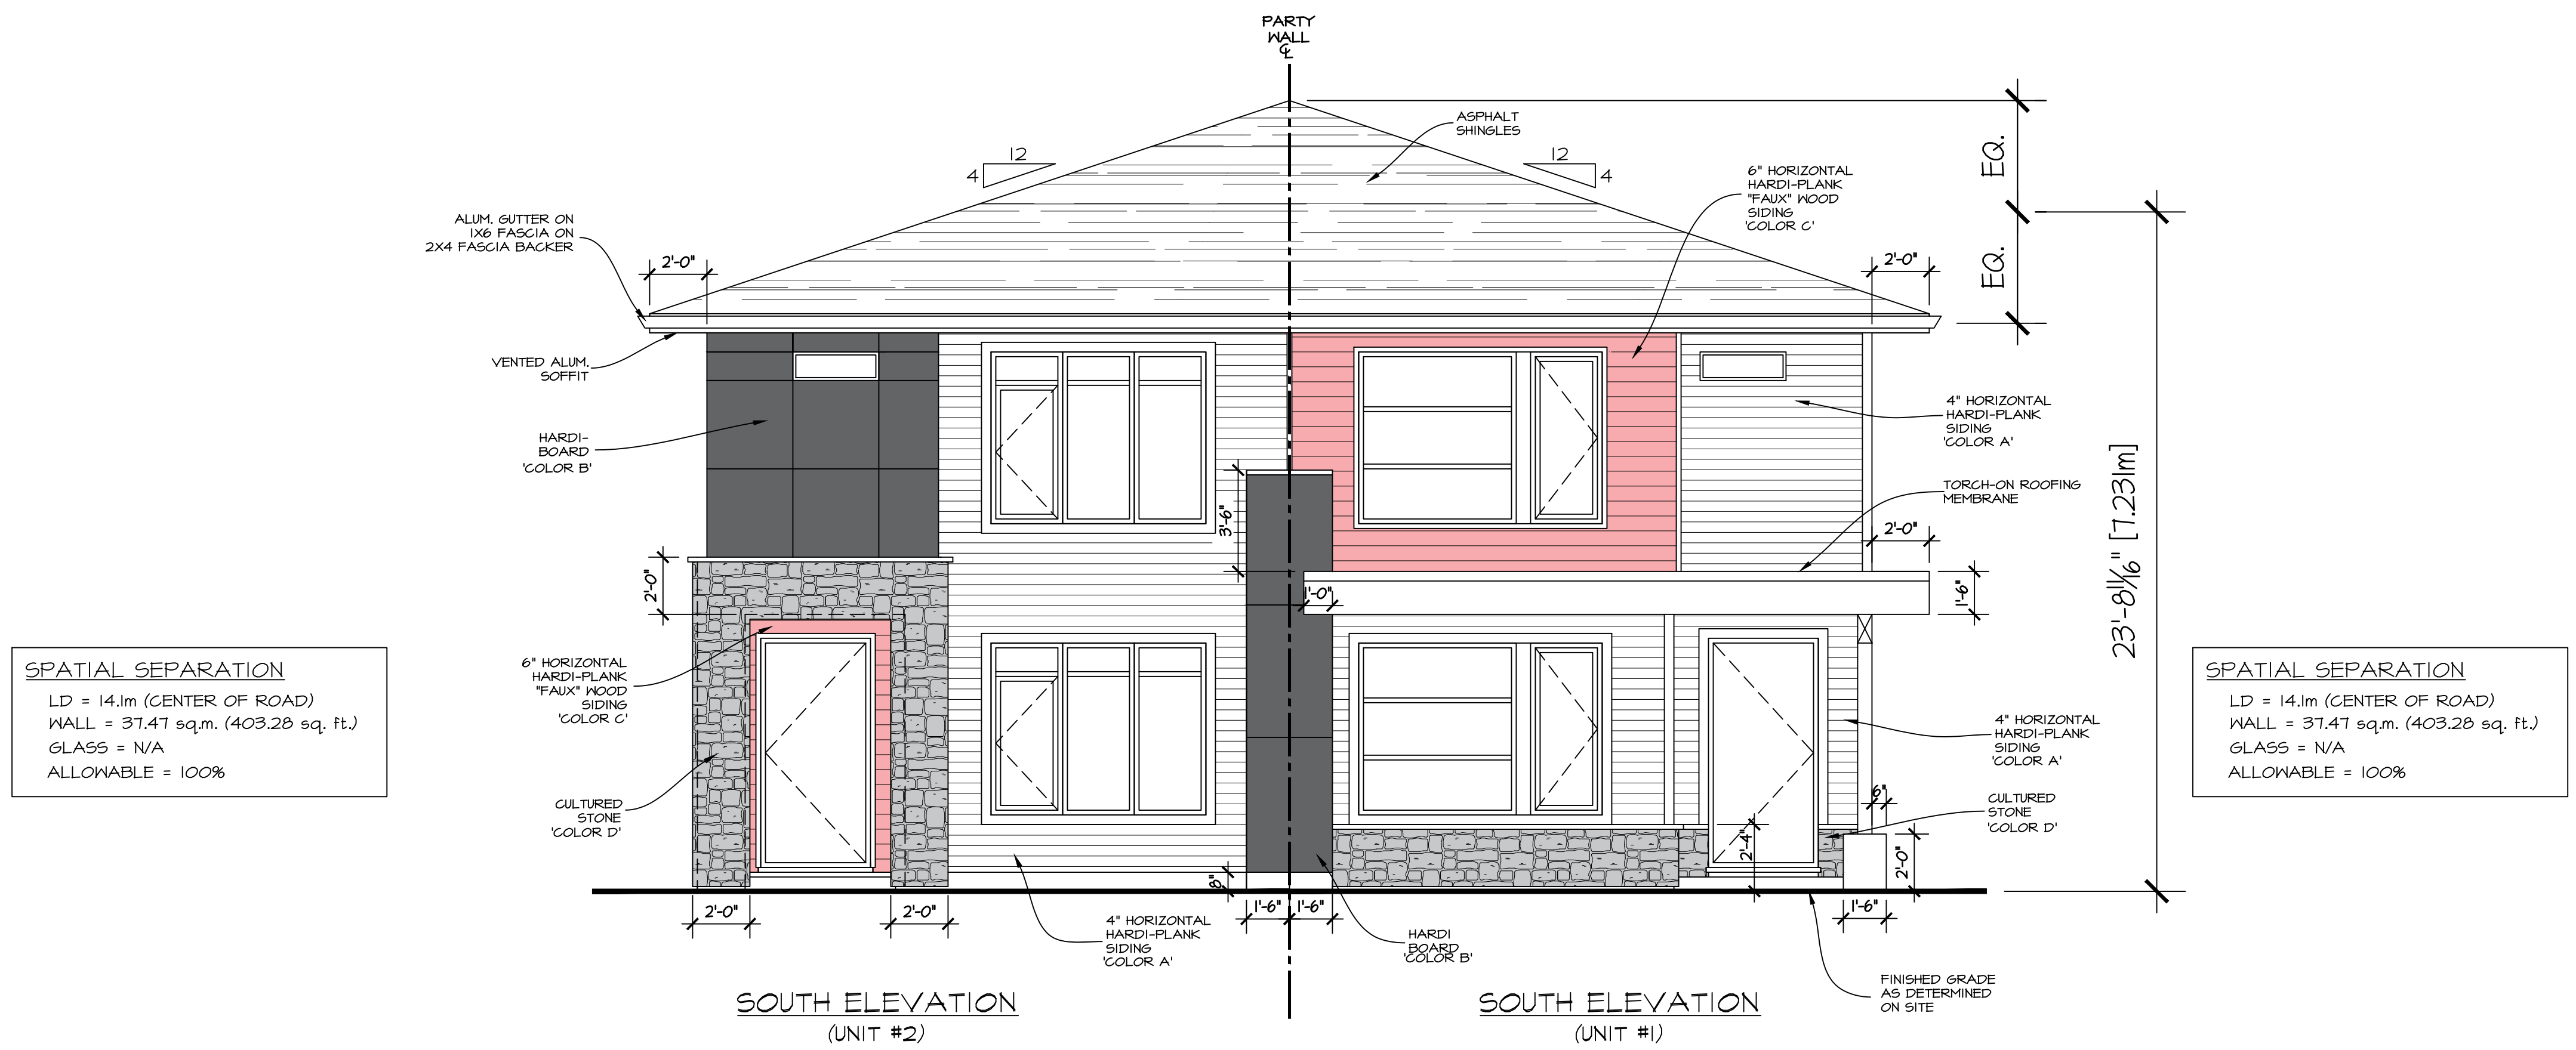 PARTY
WALL
℄
ASPHALT
SHINGLES
12
4
12
4
6" HORIZONTAL
HARDI-PLANK
"FAUX" WOOD
SIDING
'COLOR C'
EQ.
EQ.
ALUM. GUTTER ON
1X6 FASCIA ON
2X4 FASCIA BACKER
2'-0"
2'-0"
VENTED ALUM.
SOFFIT
HARDI-
BOARD
'COLOR B'
4" HORIZONTAL
HARDI-PLANK
SIDING
'COLOR A'
TORCH-ON ROOFING
MEMBRANE
3'-6"
2'-0"
2'-0"
1'-0"
1'-6"
23'-8 11/16" [7.231m]
SPATIAL SEPARATION
LD = 14.1m (CENTER OF ROAD)
WALL = 37.47 sq.m. (403.28 sq. ft.)
GLASS = N/A
ALLOWABLE = 100%
6" HORIZONTAL
HARDI-PLANK
"FAUX" WOOD
SIDING
'COLOR C'
CULTURED
STONE
'COLOR D'
4" HORIZONTAL
HARDI-PLANK
SIDING
'COLOR A'
6"
CULTURED
STONE
'COLOR D'
SPATIAL SEPARATION
LD = 14.1m (CENTER OF ROAD)
WALL = 37.47 sq.m. (403.28 sq. ft.)
GLASS = N/A
ALLOWABLE = 100%
2'-4"
2'-0"
8"
2'-0"
2'-0"
1'-6"
1'-6"
1'-6"
4" HORIZONTAL
HARDI-PLANK
SIDING
'COLOR A'
HARDI
BOARD
'COLOR B'
FINISHED GRADE
AS DETERMINED
ON SITE
SOUTH ELEVATION
(UNIT #2)
SOUTH ELEVATION
(UNIT #1)